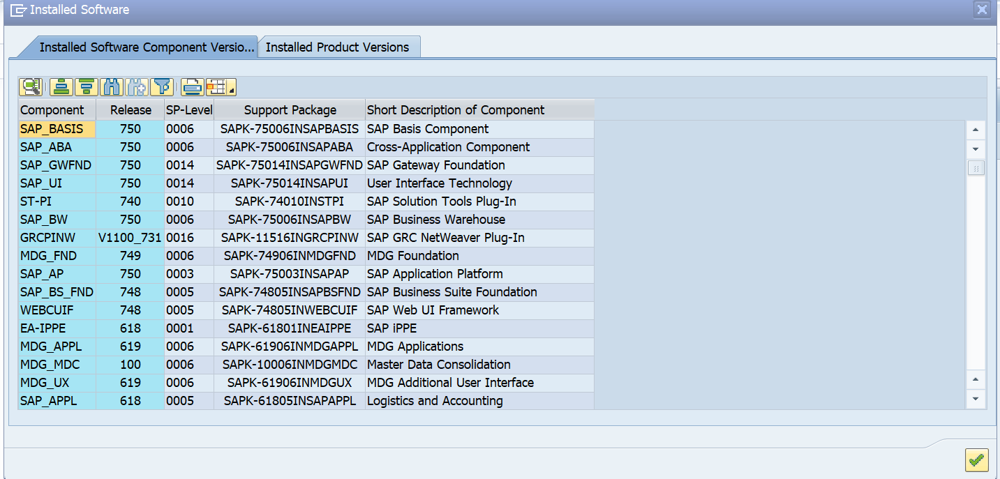 Installed Software
Installed Software Component Versio... Installed Product Versions
Component Release SP-Level Support Package Short Description of Component
SAP_BASIS 750 0006 SAPK-75006INSAPBASIS SAP Basis Component
SAP_ABA 750 0006 SAPK-75006INSAPABA Cross-Application Component
SAP_GWFND 750 0014 SAPK-75014INSAPGWFND SAP Gateway Foundation
SAP_UI 750 0014 SAPK-75014INSAPUI User Interface Technology
ST-PI 740 0010 SAPK-74010INSTPI SAP Solution Tools Plug-In
SAP_BW 750 0006 SAPK-75006INSAPBW SAP Business Warehouse
GRCPINW V1100_731 0016 SAPK-11516INGRCPINW SAP GRC NetWeaver Plug-In
MDG_FND 749 0006 SAPK-74906INMDGFND MDG Foundation
SAP_AP 750 0003 SAPK-75003INSAPAP SAP Application Platform
SAP_BS_FND 748 0005 SAPK-74805INSAPBSFND SAP Business Suite Foundation
WEBCUIF 748 0005 SAPK-74805INWEBCUIF SAP Web UI Framework
EA-IPPE 618 0001 SAPK-61801INEAIPPE SAP iPPE
MDG_APPL 619 0006 SAPK-61906INMDGAPPL MDG Applications
MDG_MDC 100 0006 SAPK-10006INMDGMDC Master Data Consolidation
MDG_UX 619 0006 SAPK-61906INMDGUX MDG Additional User Interface
SAP_APPL 618 0005 SAPK-61805INSAPAPPL Logistics and Accounting